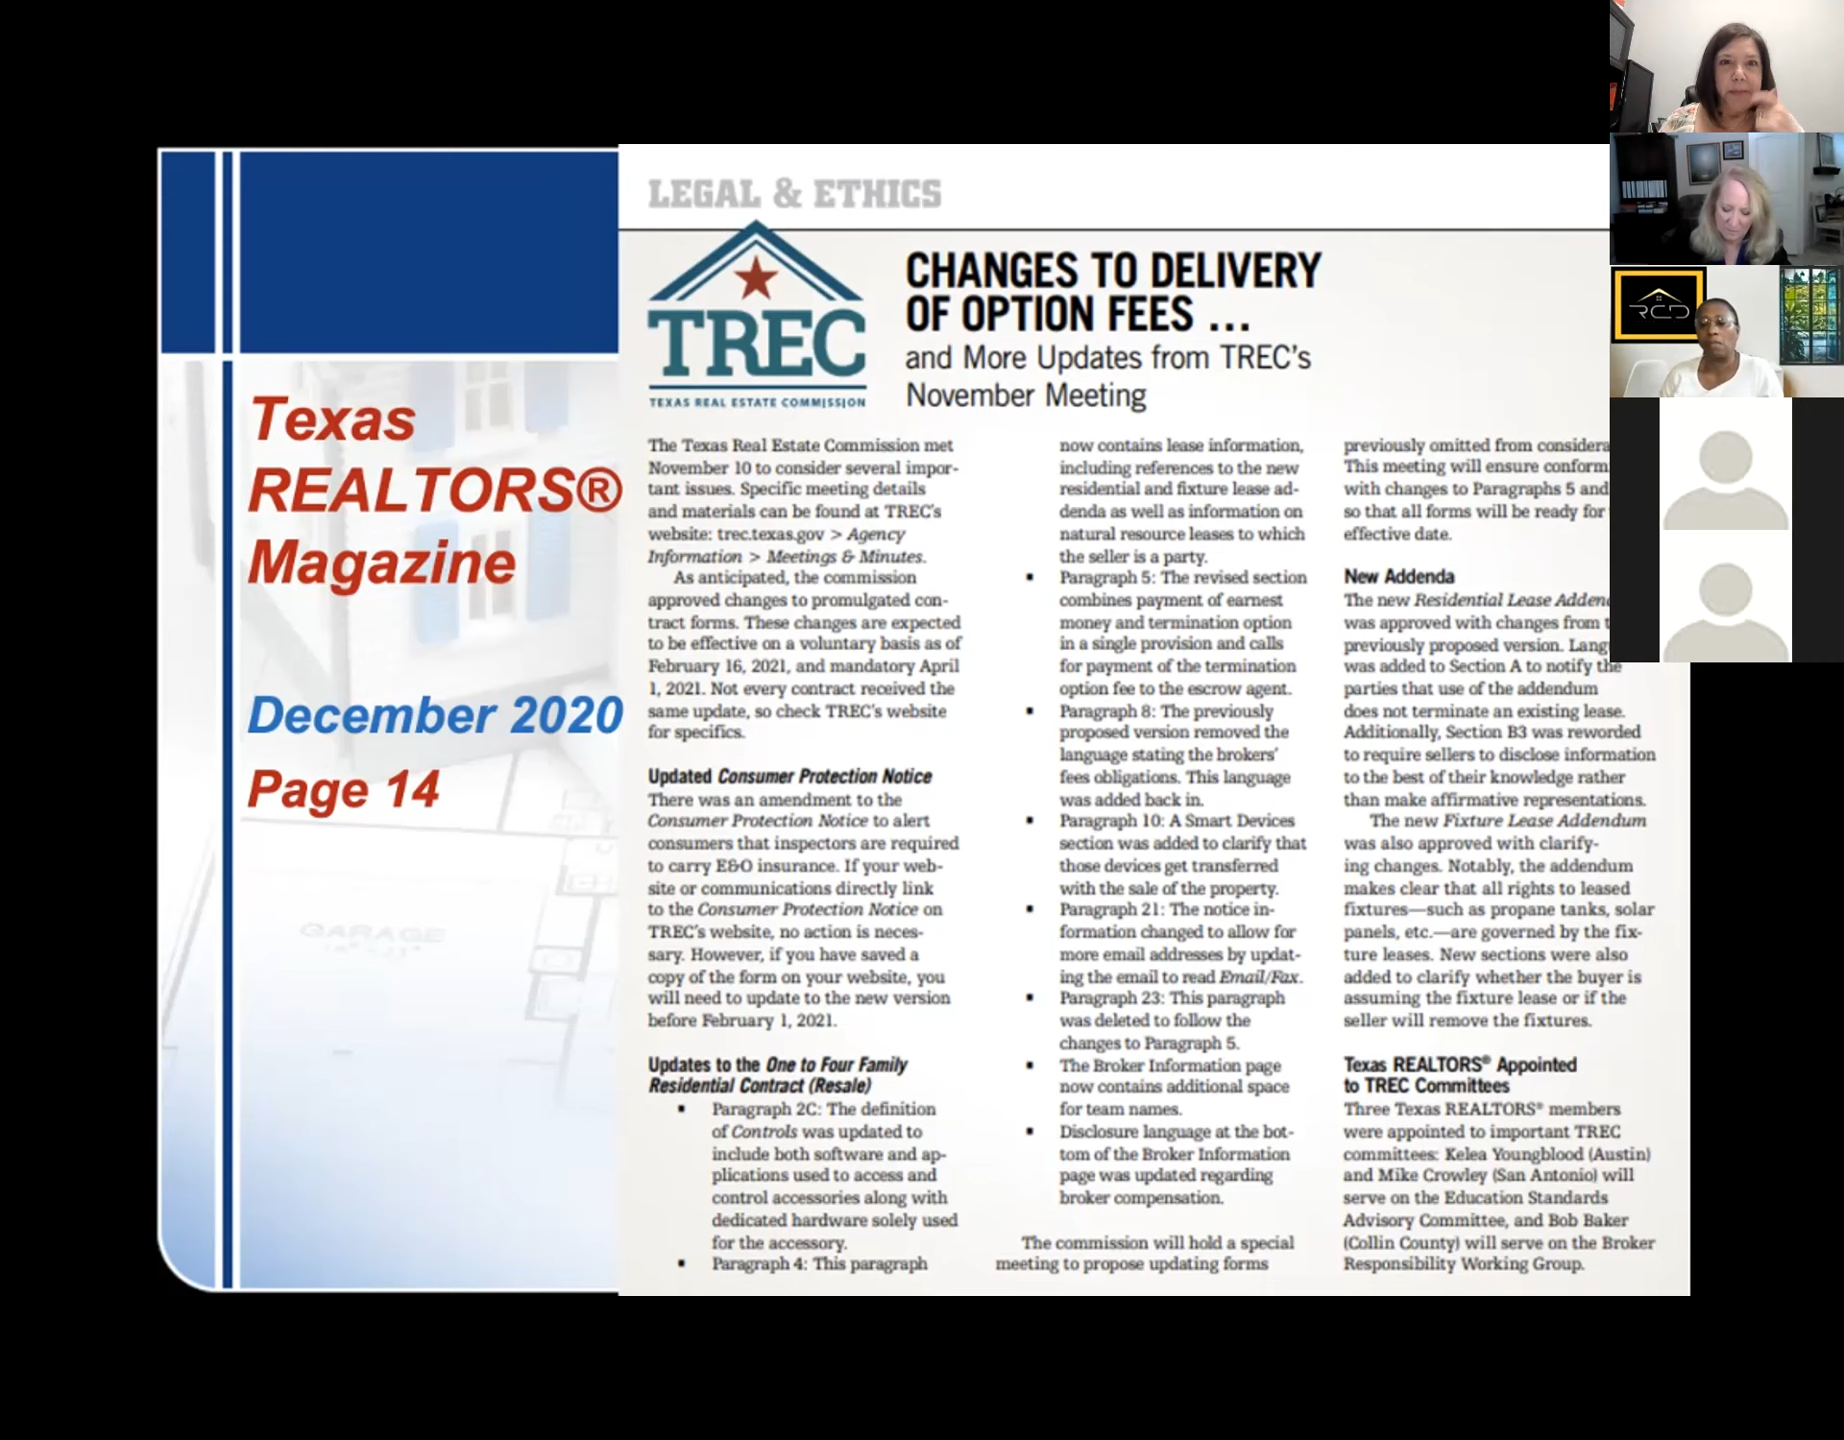 Texas
REALTORS®
Magazine
December 2020
Page 14
LEGAL & ETHICS
TREC
TEXAS REAL ESTATE COMMISSION
CHANGES TO DELIVERY
OF OPTION FEES ...
and More Updates from TREC's
November Meeting
The Texas Real Estate Commission met
November 10 to consider several impor-
tant issues. Specific meeting details
and materials can be found at TREC's
website: trec.texas.gov > Agency
Information > Meetings & Minutes.
As anticipated, the commission
approved changes to promulgated con-
tract forms. These changes are expected
to be effective on a voluntary basis as of
February 16, 2021, and mandatory April
1, 2021. Not every contract received the
same update, so check TREC's website
for specifics.
Updated Consumer Protection Notice
There was an amendment to the
Consumer Protection Notice to alert
consumers that inspectors are required
to carry E&O insurance. If your web-
site or communications directly link
to the Consumer Protection Notice on
TREC's website, no action is neces-
sary. However, if you have saved a
copy of the form on your website, you
will need to update to the new version
before February 1, 2021.
Updates to the One to Four Family
Residential Contract (Resale)
▪ Paragraph 2C: The definition
of Controls was updated to
include both software and ap-
plications used to access and
control accessories along with
dedicated hardware solely used
for the accessory.
▪ Paragraph 4: This paragraph
now contains lease information,
including references to the new
residential and fixture lease ad-
denda as well as information on
natural resource leases to which
the seller is a party.
▪ Paragraph 5: The revised section
combines payment of earnest
money and termination option
in a single provision and calls
for payment of the termination
option fee to the escrow agent.
▪ Paragraph 8: The previously
proposed version removed the
language stating the brokers'
fees obligations. This language
was added back in.
▪ Paragraph 10: A Smart Devices
section was added to clarify that
those devices get transferred
with the sale of the property.
▪ Paragraph 21: The notice in-
formation changed to allow for
more email addresses by updat-
ing the email to read Email/Fax.
▪ Paragraph 23: This paragraph
was deleted to follow the
changes to Paragraph 5.
▪ The Broker Information page
now contains additional space
for team names.
▪ Disclosure language at the bot-
tom of the Broker Information
page was updated regarding
broker compensation.
The commission will hold a special
meeting to propose updating forms
previously omitted from considera
This meeting will ensure conform
with changes to Paragraphs 5 and
so that all forms will be ready for
effective date.
New Addenda
The new Residential Lease Adden
was approved with changes from
previously proposed version. Lang
was added to Section A to notify the
parties that use of the addendum
does not terminate an existing lease.
Additionally, Section B3 was reworded
to require sellers to disclose information
to the best of their knowledge rather
than make affirmative representations.
The new Fixture Lease Addendum
was also approved with clarify-
ing changes. Notably, the addendum
makes clear that all rights to leased
fixtures—such as propane tanks, solar
panels, etc.—are governed by the fix-
ture leases. New sections were also
added to clarify whether the buyer is
assuming the fixture lease or if the
seller will remove the fixtures.
Texas REALTORS® Appointed
to TREC Committees
Three Texas REALTORS® members
were appointed to important TREC
committees: Kelea Youngblood (Austin)
and Mike Crowley (San Antonio) will
serve on the Education Standards
Advisory Committee, and Bob Baker
(Collin County) will serve on the Broker
Responsibility Working Group.
GARAGE
RCD